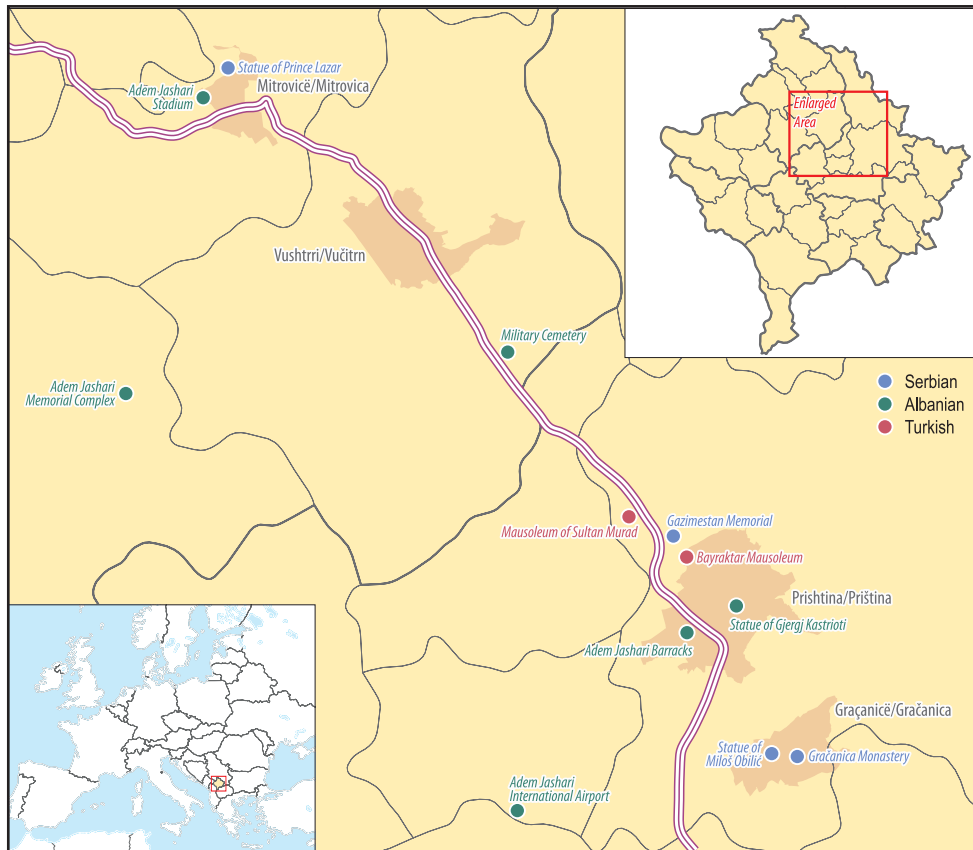 Statue of Prince Lazar
Mitrovicë/Mitrovica
Adem Jashari
Stadium
Enlarged
Area
Vushtrri/Vučitrn
Military Cemetery
Adem Jashari
Memorial Complex
Serbian
Albanian
Turkish
Mausoleum of Sultan Murad
Gazimestan Memorial
Bayraktar Mausoleum
Prishtina/Priština
Statue of Gjergj Kastrioti
Adem Jashari Barracks
Graçanicë/Gračanica
Statue of
Miloš Obilić
Gračanica Monastery
Adem Jashari
International Airport